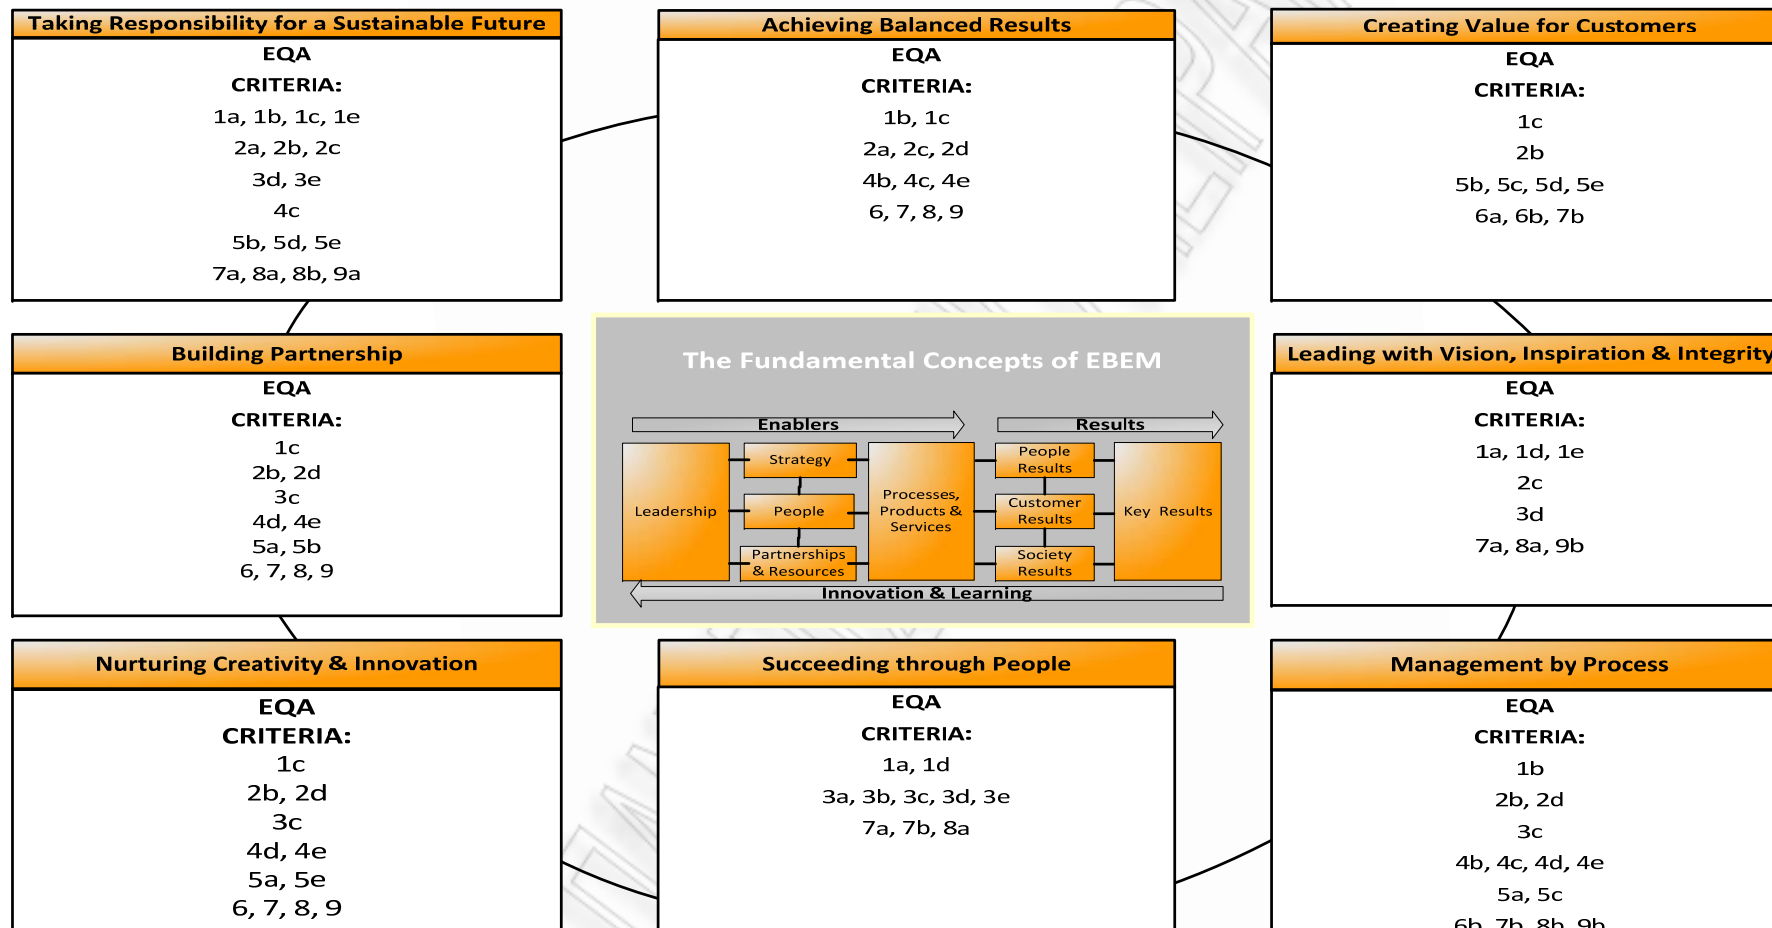 Taking Responsibility for a Sustainable Future
EQA
CRITERIA:
1a, 1b, 1c, 1e
2a, 2b, 2c
3d, 3e
4c
5b, 5d, 5e
7a, 8a, 8b, 9a
Achieving Balanced Results
EQA
CRITERIA:
1b, 1c
2a, 2c, 2d
4b, 4c, 4e
6, 7, 8, 9
Creating Value for Customers
EQA
CRITERIA:
1c
2b
5b, 5c, 5d, 5e
6a, 6b, 7b
Building Partnership
EQA
CRITERIA:
1c
2b, 2d
3c
4d, 4e
5a, 5b
6, 7, 8, 9
The Fundamental Concepts of EBEM
Enablers
Results
Leadership
Strategy
People
Partnerships
& Resources
Processes,
Products &
Services
People
Results
Customer
Results
Society
Results
Key Results
Innovation & Learning
Leading with Vision, Inspiration & Integrity
EQA
CRITERIA:
1a, 1d, 1e
2c
3d
7a, 8a, 9b
Nurturing Creativity & Innovation
EQA
CRITERIA:
1c
2b, 2d
3c
4d, 4e
5a, 5e
6, 7, 8, 9
Succeeding through People
EQA
CRITERIA:
1a, 1d
3a, 3b, 3c, 3d, 3e
7a, 7b, 8a
Management by Process
EQA
CRITERIA:
1b
2b, 2d
3c
4b, 4c, 4d, 4e
5a, 5c
6b, 7b, 8b, 9b